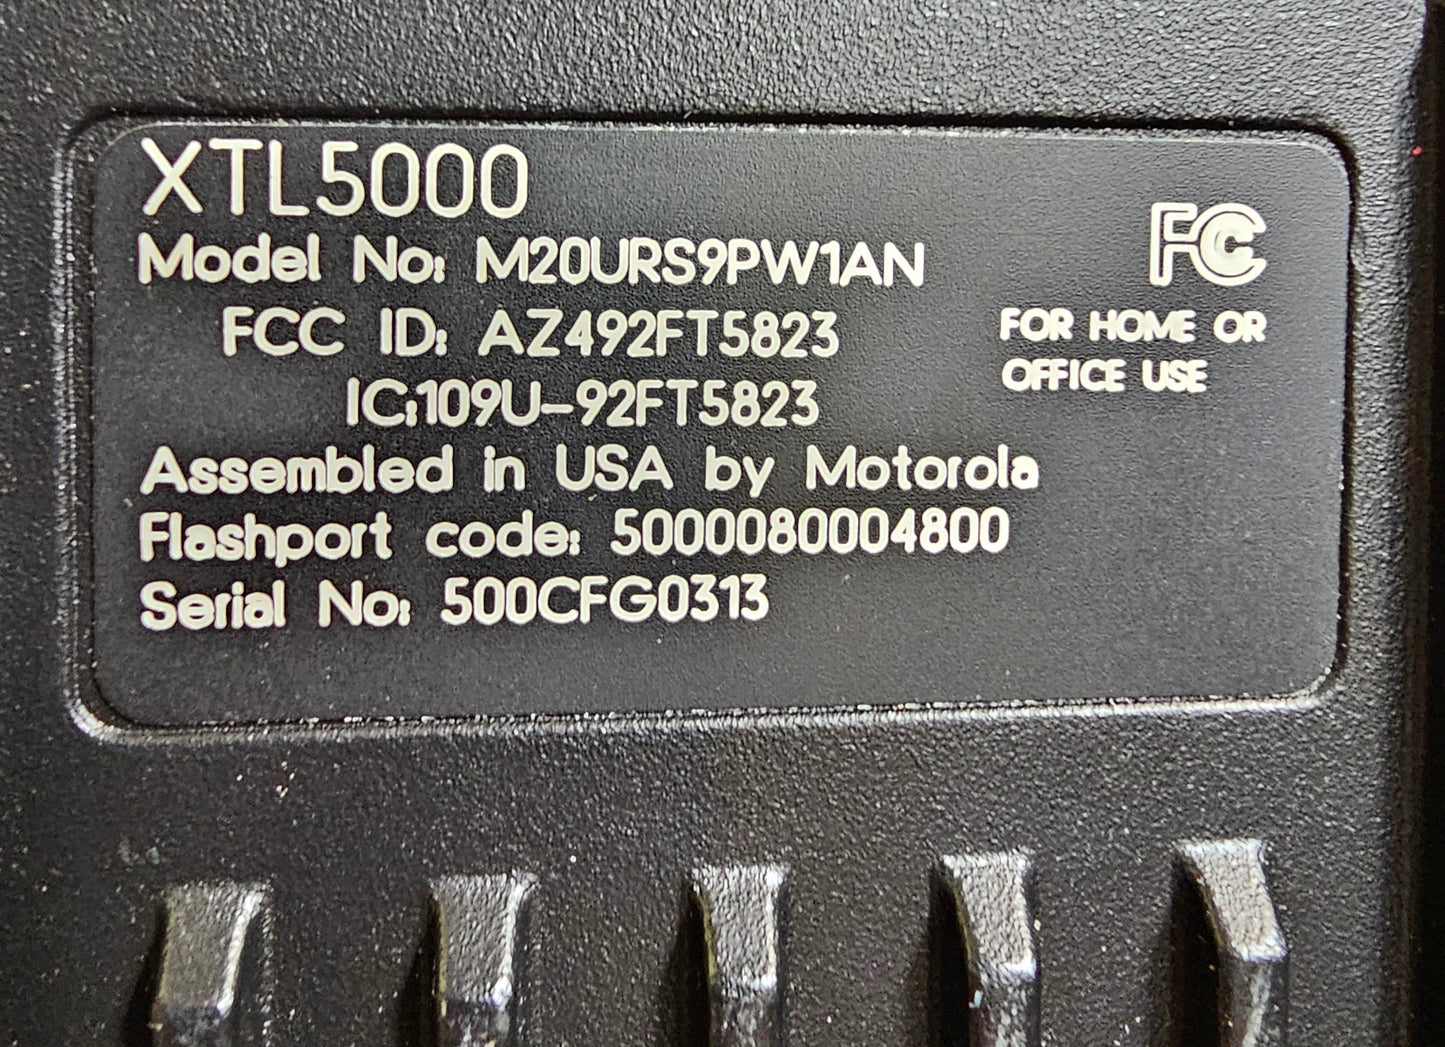 XTL5000
Model No: M20URS9PW1AN
FCC ID: AZ492FT5823
IC:109U-92FT5823
Assembled in USA by Motorola
Flashport code: 5000080004800
Serial No: 500CFG0313
FC
FOR HOME OR
OFFICE USE